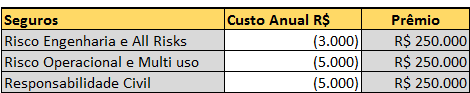 Seguros Custo Anual R$ Prêmio
Risco Engenharia e All Risks (3.000) R$ 250.000
Risco Operacional e Multi uso (5.000) R$ 250.000
Responsabilidade Civil (5.000) R$ 250.000